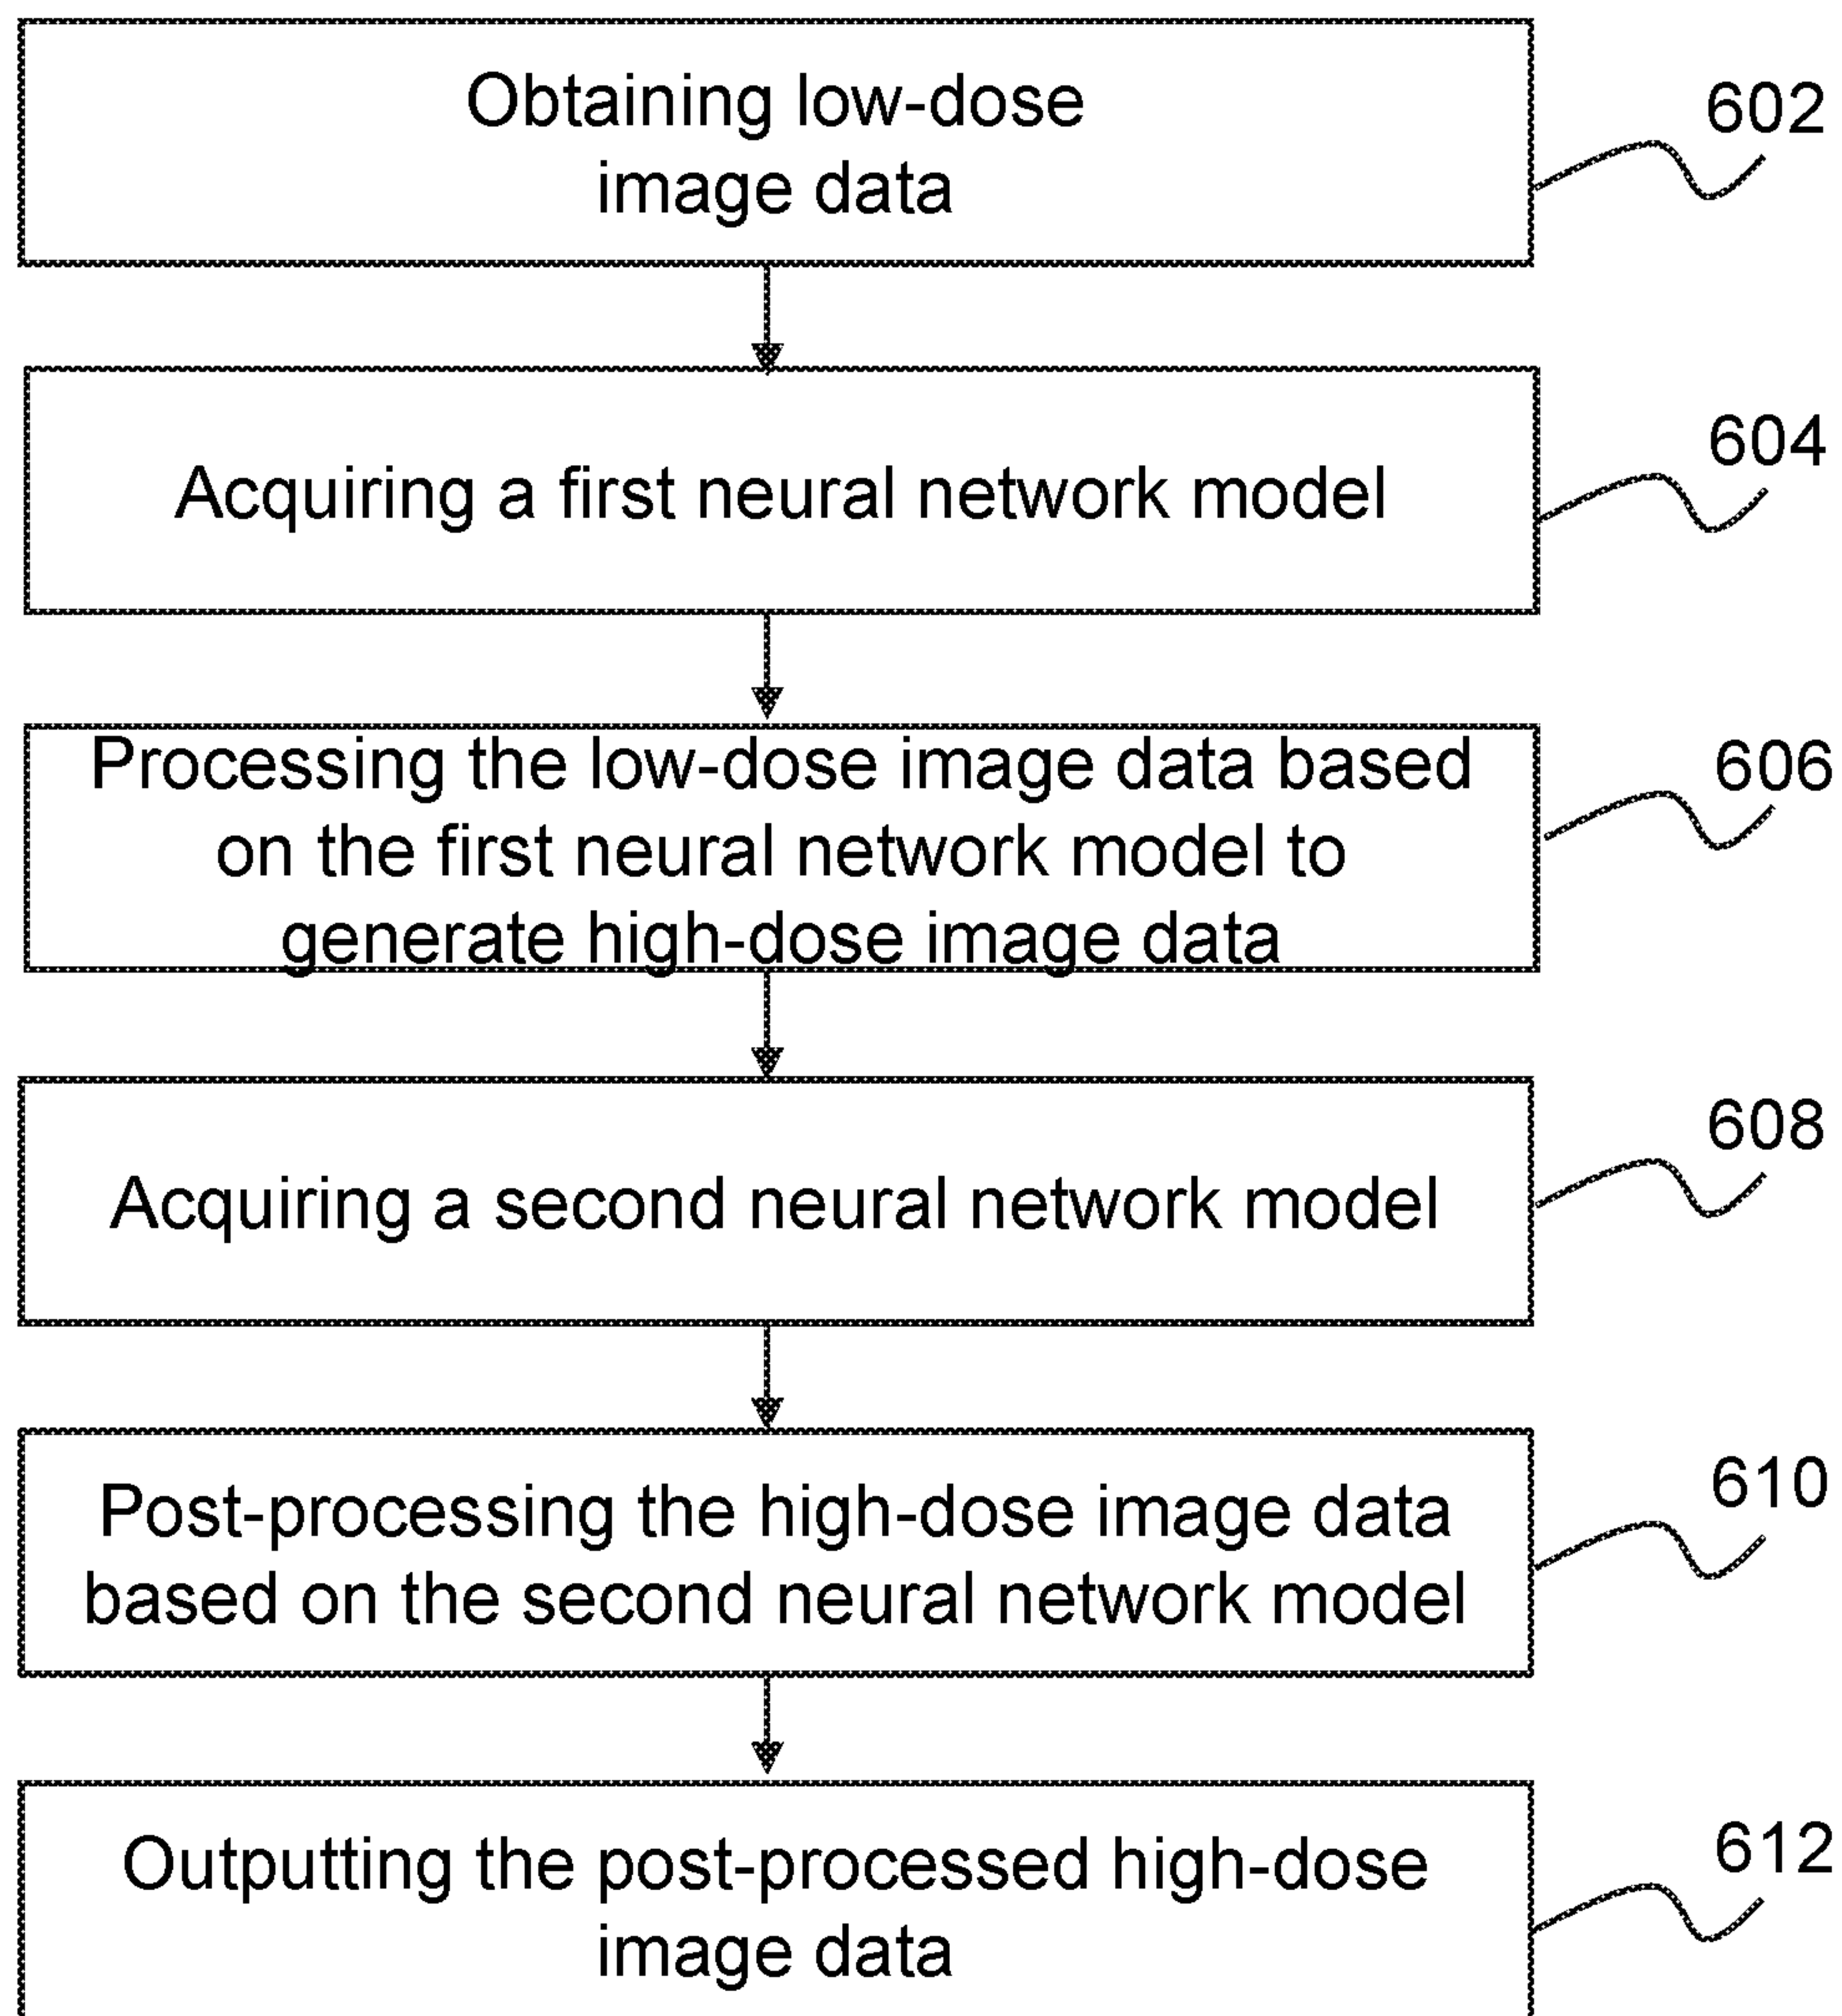 Obtaining low-dose
image data
602
Acquiring a first neural network model
604
Processing the low-dose image data based
on the first neural network model to
generate high-dose image data
606
Acquiring a second neural network model
608
Post-processing the high-dose image data
based on the second neural network model
610
Outputting the post-processed high-dose
image data
612